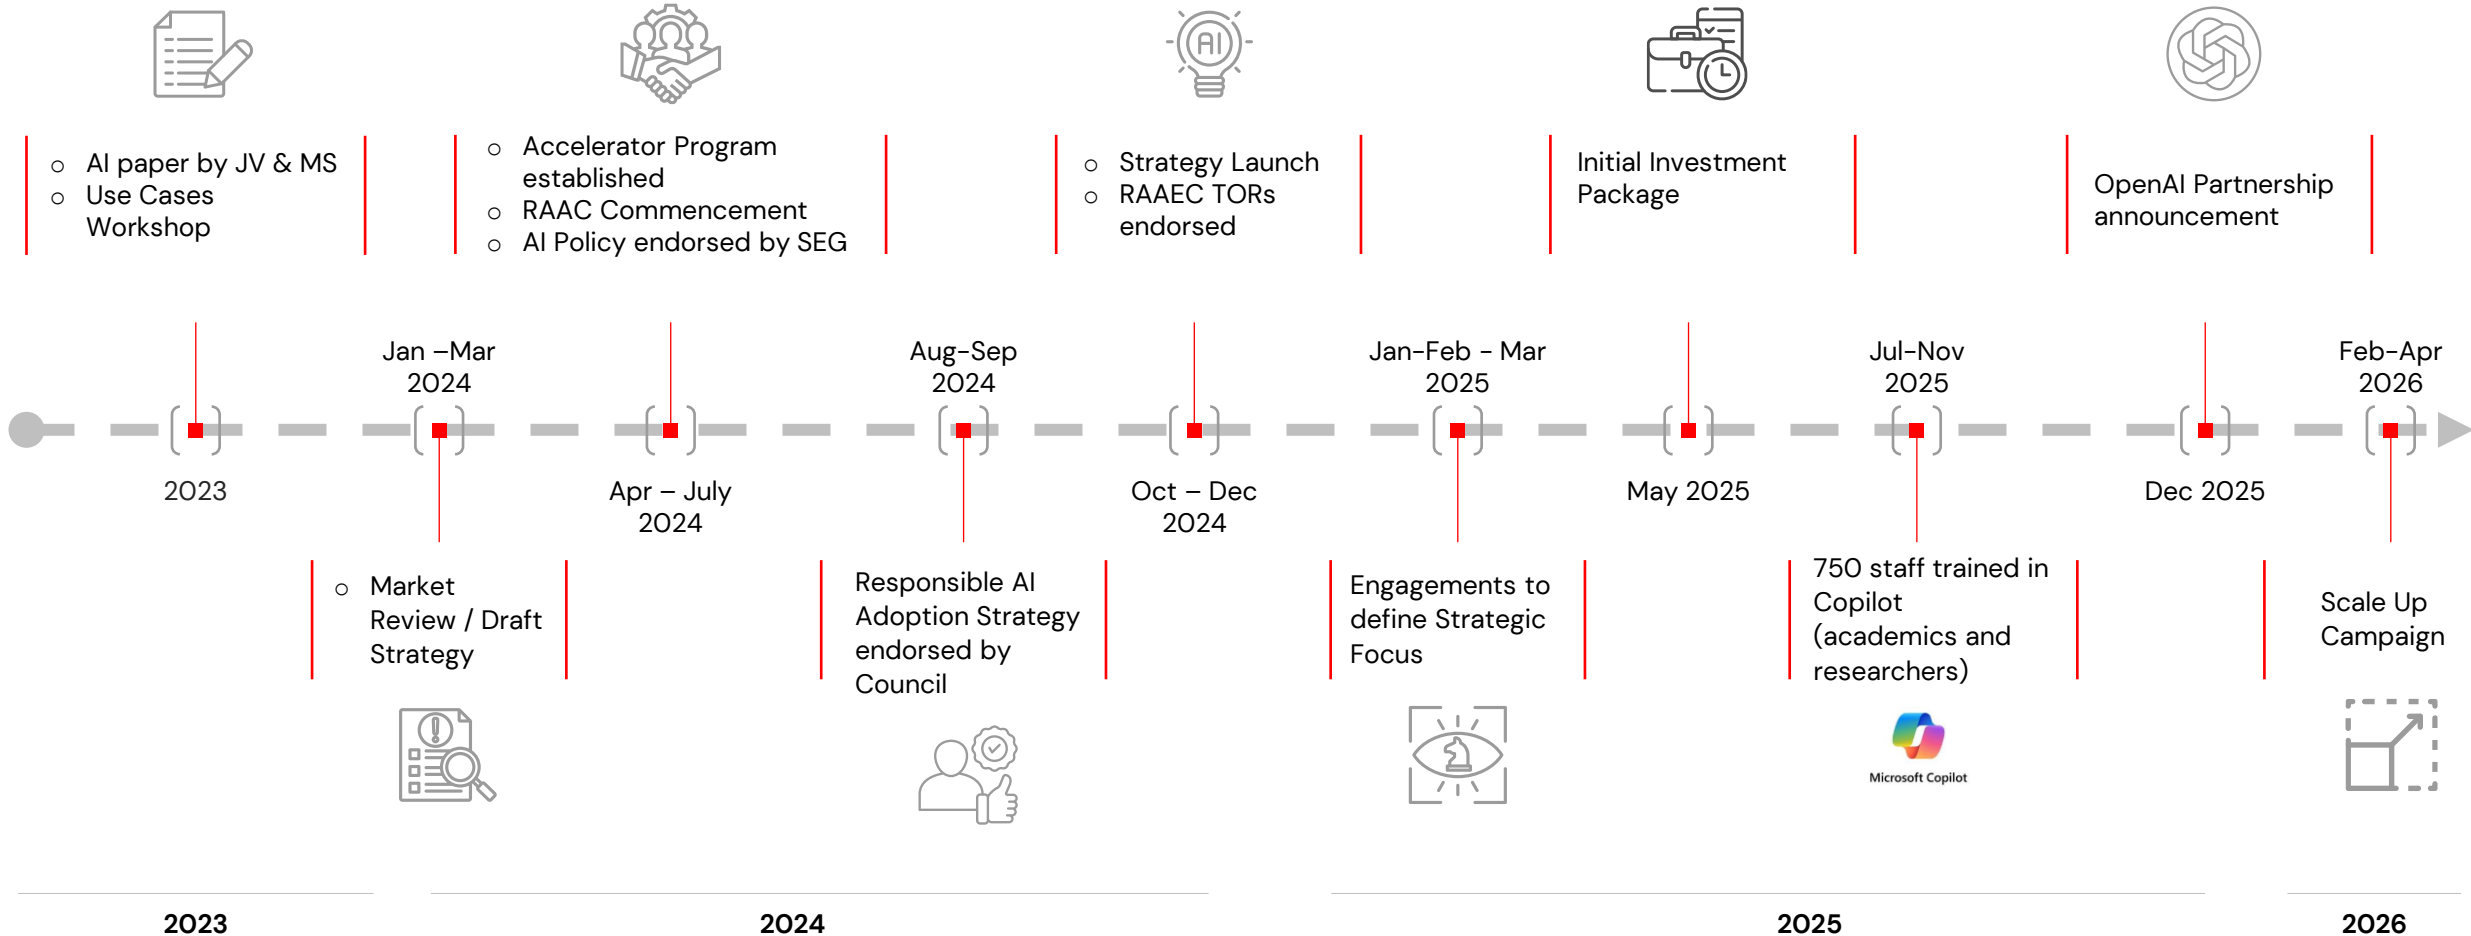 AI
o AI paper by JV & MS
o Use Cases
Workshop
o Accelerator Program
established
o RAAC Commencement
o AI Policy endorsed by SEG
o Strategy Launch
o RAAEC TORs
endorsed
Initial Investment
Package
OpenAI Partnership
announcement
Jan –Mar
2024
Aug-Sep
2024
Jan-Feb - Mar
2025
Jul-Nov
2025
Feb-Apr
2026
2023
Apr – July
2024
Oct – Dec
2024
May 2025
Dec 2025
o Market
Review / Draft
Strategy
Responsible AI
Adoption Strategy
endorsed by
Council
Engagements to
define Strategic
Focus
750 staff trained in
Copilot
(academics and
researchers)
Scale Up
Campaign
Microsoft Copilot
2023
2024
2025
2026